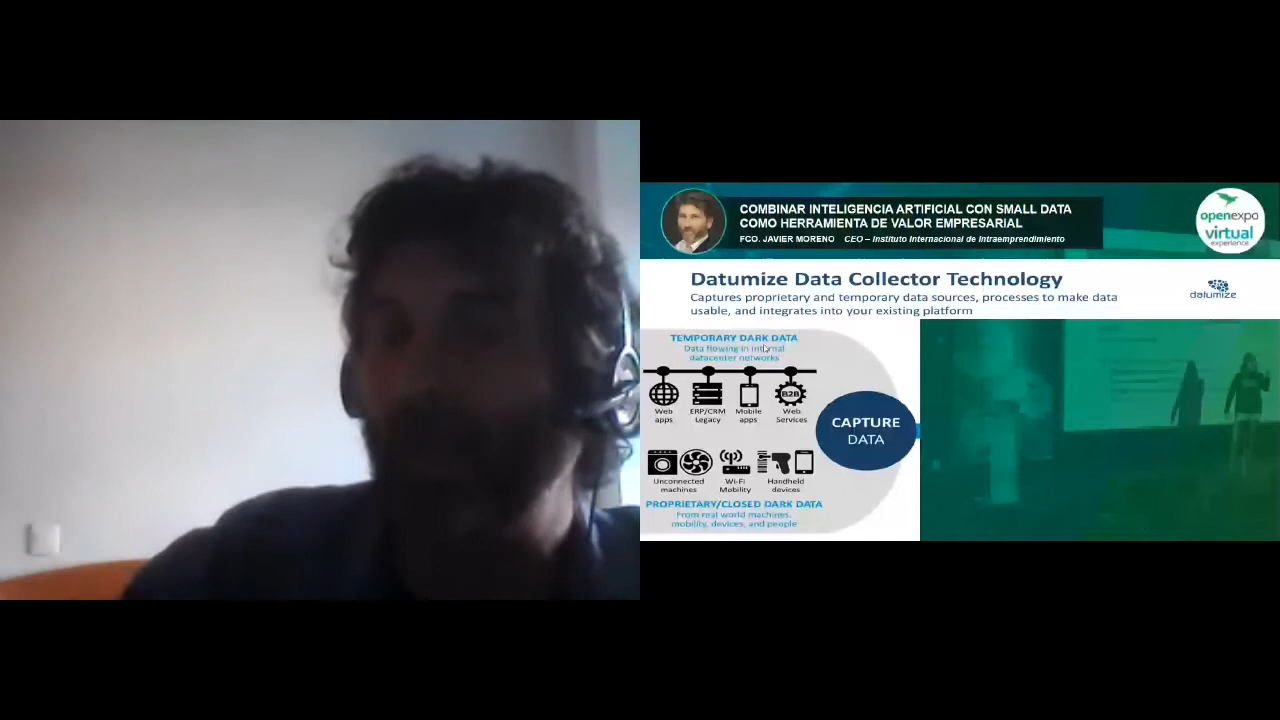 COMBINAR INTELIGENCIA ARTIFICIAL CON SMALL DATA
COMO HERRAMIENTA DE VALOR EMPRESARIAL
FCO. JAVIER MORENO CEO – Instituto Internacional de Intraemprendimiento
openexpo
virtual
experience
Datumize Data Collector Technology
Captures proprietary and temporary data sources, processes to make data
usable, and integrates into your existing platform
datumize
TEMPORARY DARK DATA
Data flowing in internal
datacenter networks
B2B
Web
apps
ERP/CRM
Legacy
Mobile
apps
Web
Services
CAPTURE
DATA
Unconnected
machines
Wi-Fi
Mobility
Handheld
devices
PROPRIETARY/CLOSED DARK DATA
From real world machines,
mobility, devices, and people